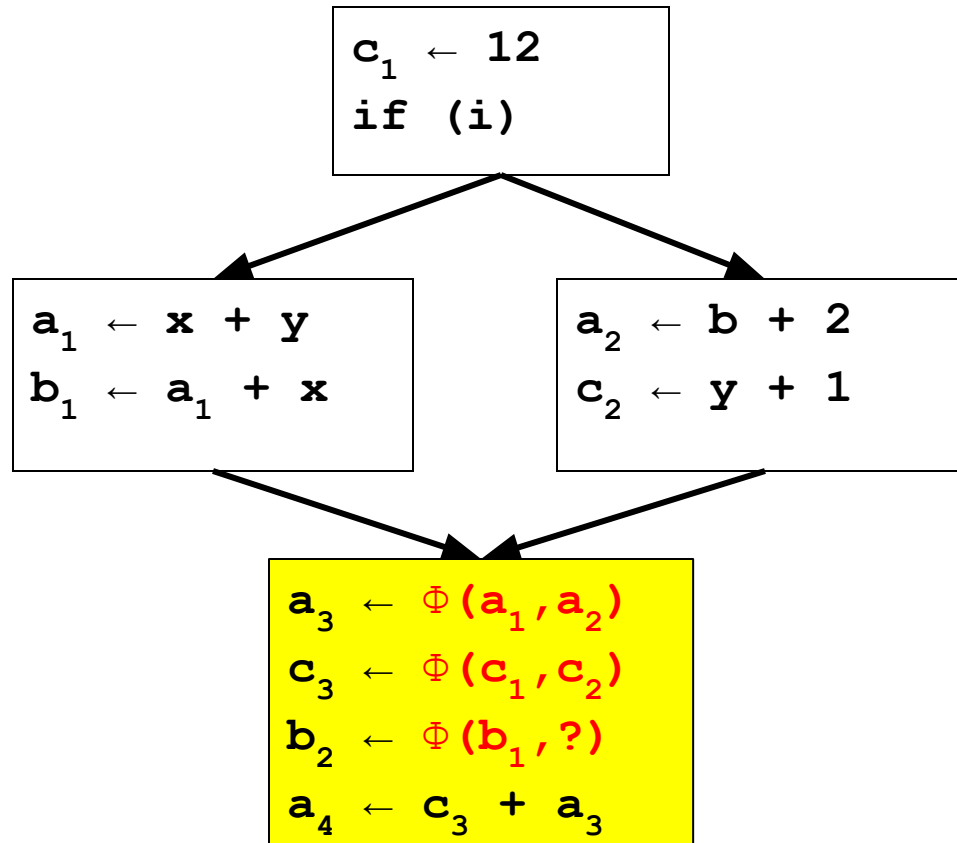 c₁ ← 12
if (i)
a₁ ← x + y
b₁ ← a₁ + x
a₂ ← b + 2
c₂ ← y + 1
a₃ ← Φ(a₁,a₂)
c₃ ← Φ(c₁,c₂)
b₂ ← Φ(b₁,?)
a₄ ← c₃ + a₃